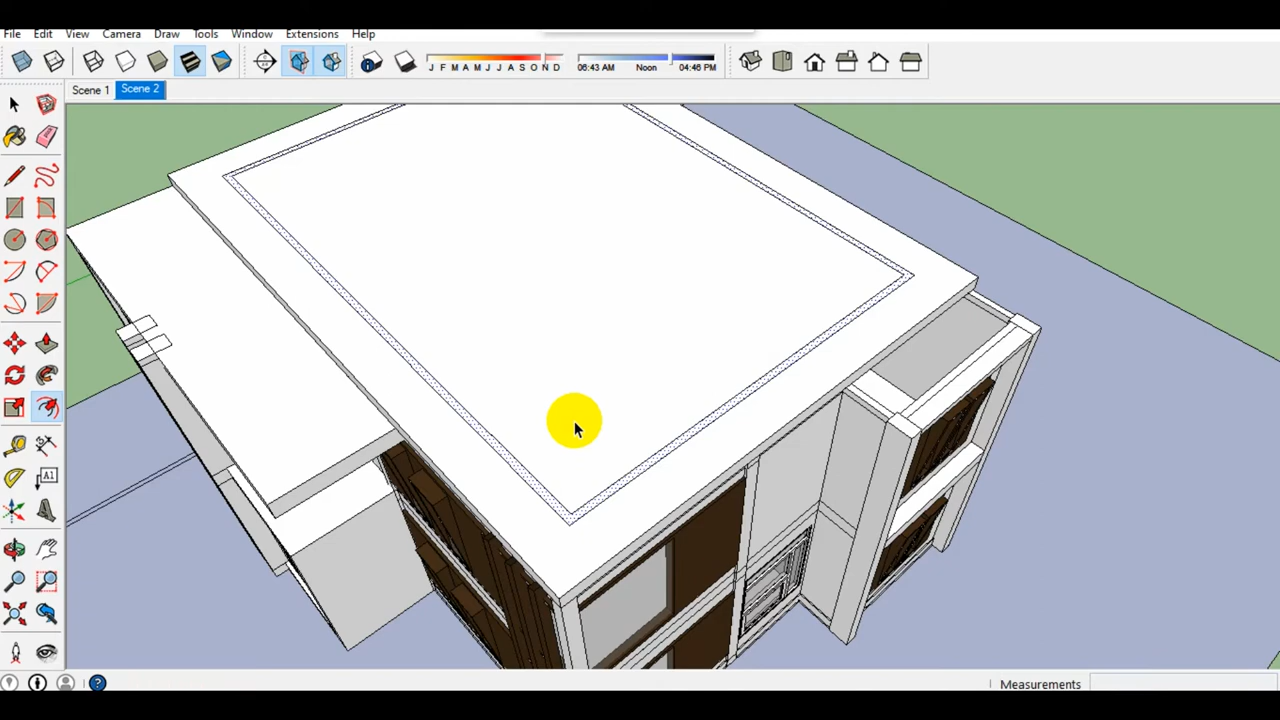 File Edit View Camera Draw Tools Window Extensions Help
J F M A M J J A S O N D 06:43 AM Noon 04:46 PM
Scene 1 Scene 2
A1
Measurements